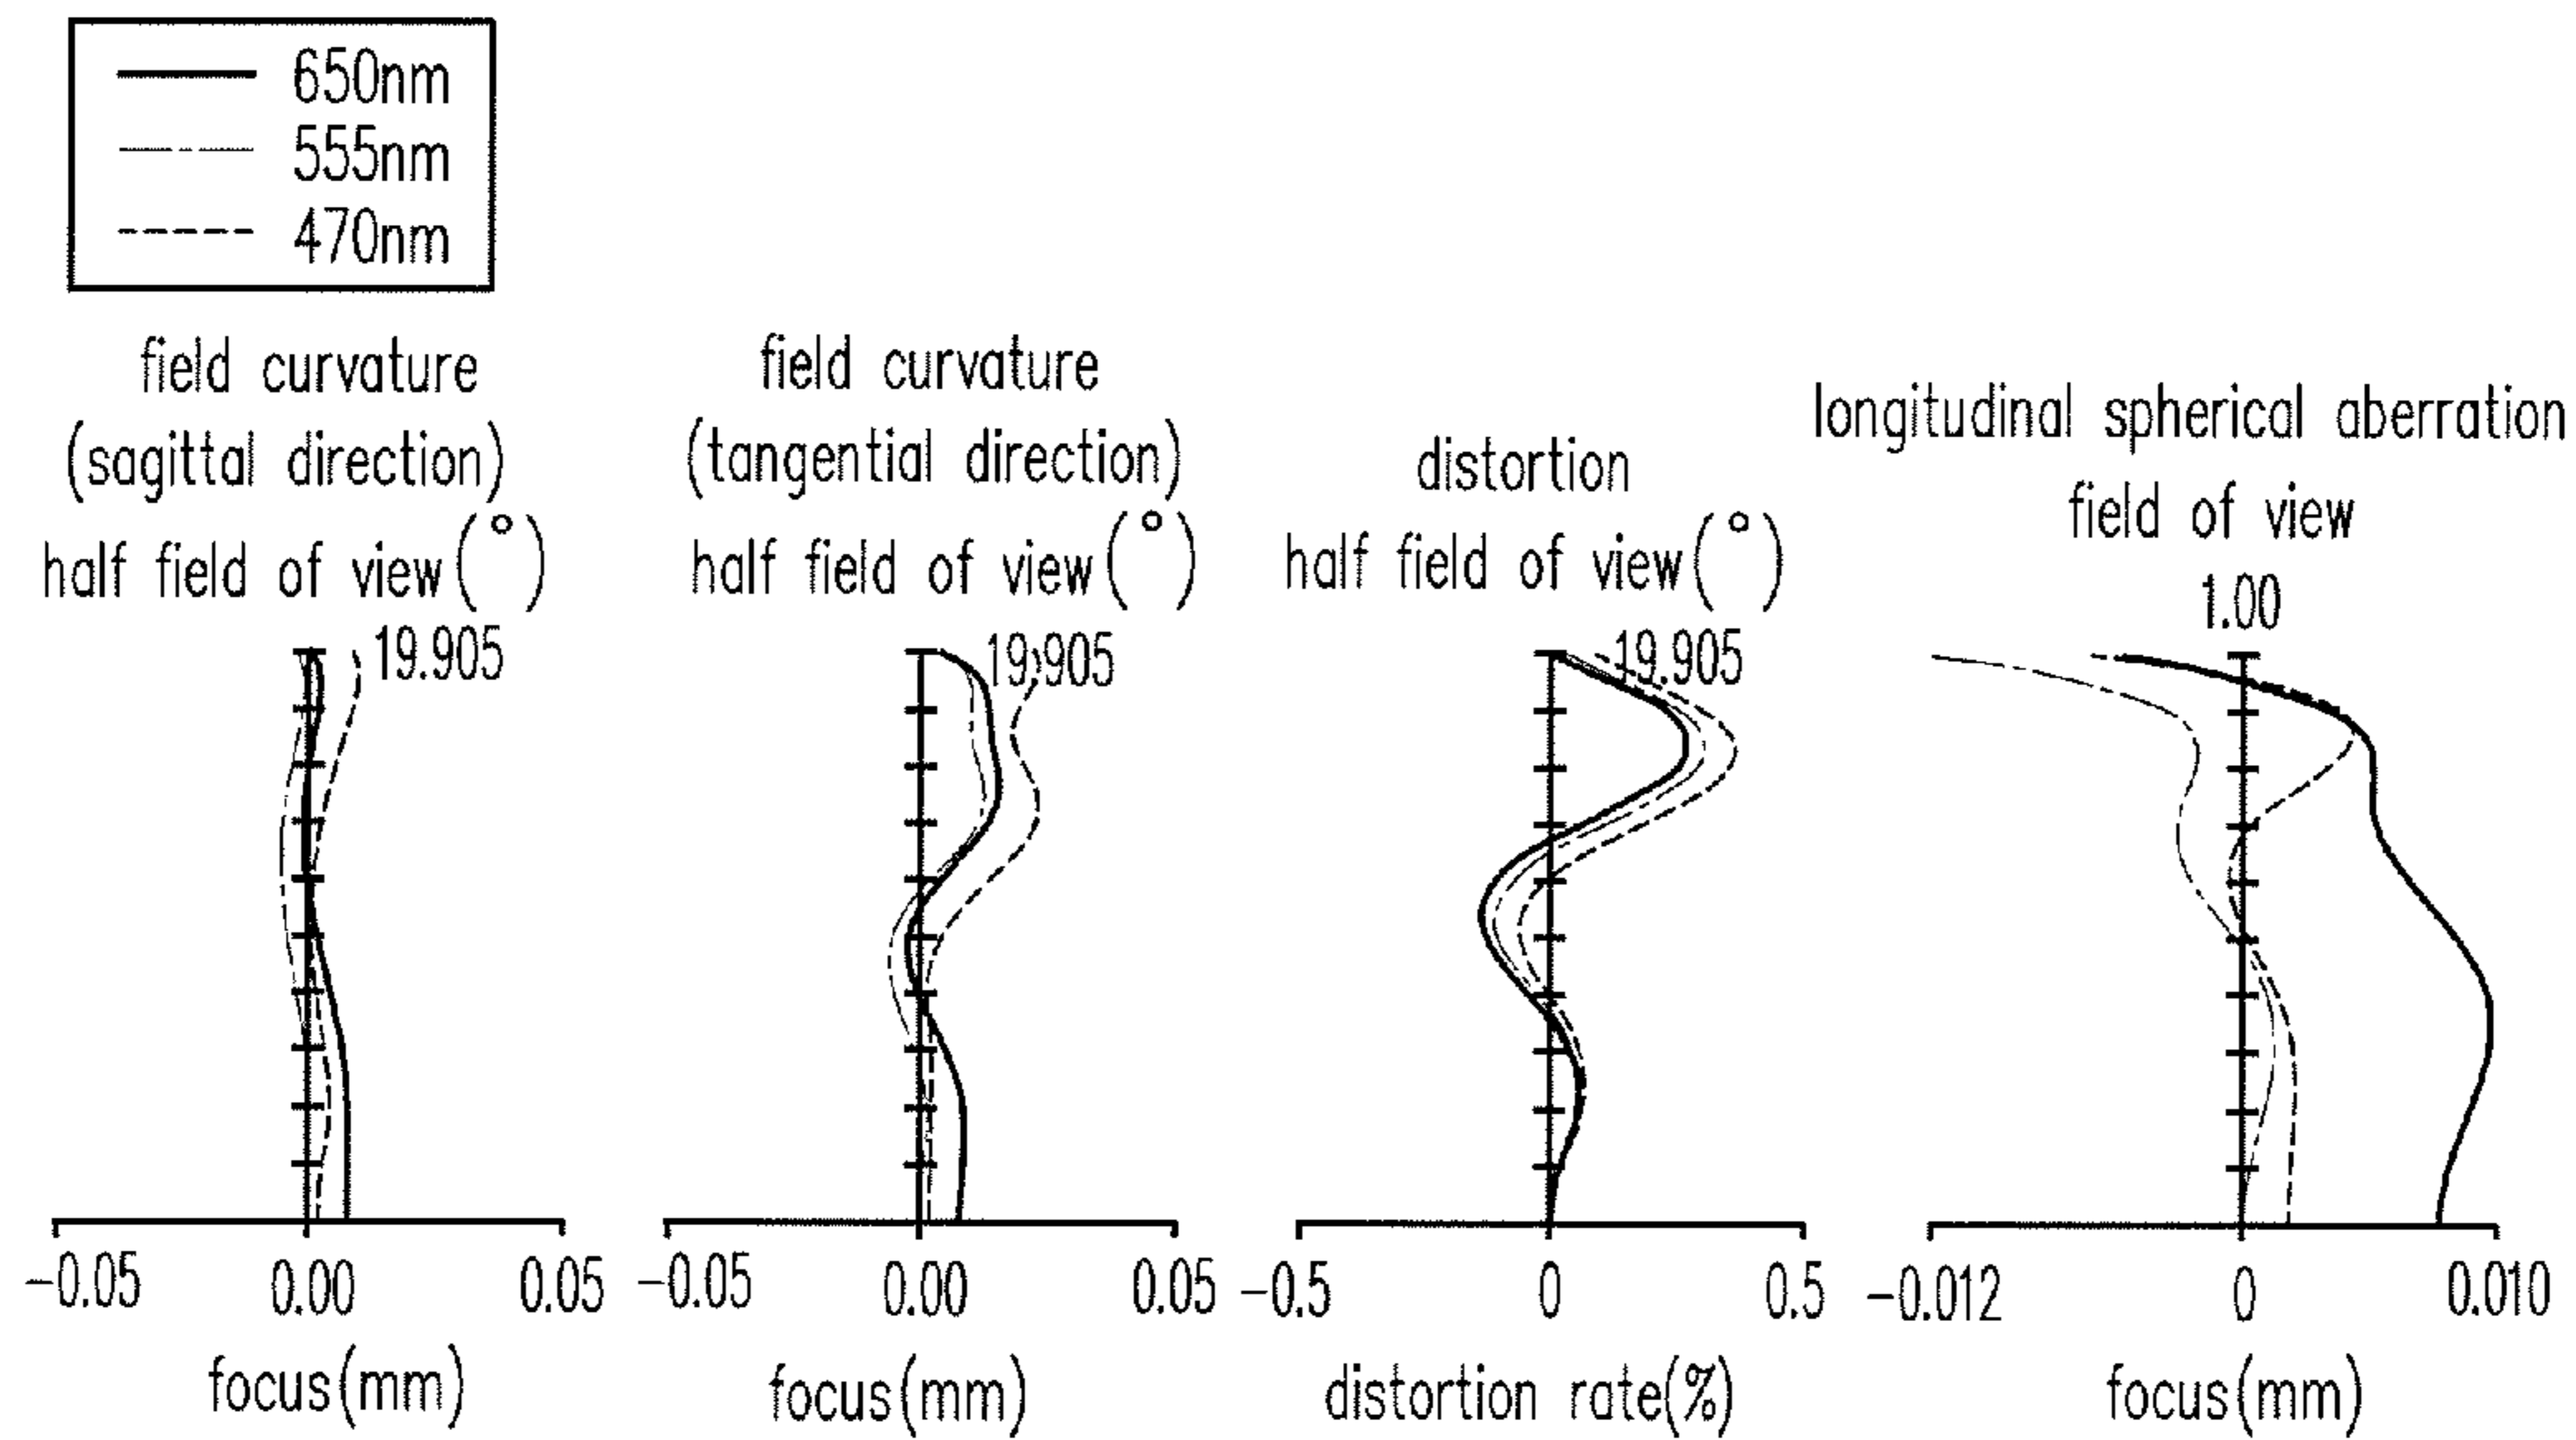 650nm
555nm
470nm
field curvature
(sagittal direction)
half field of view(°)
19.905
-0.05 0.00 0.05
focus(mm)
field curvature
(tangential direction)
half field of view(°)
19.905
-0.05 0.00 0.05
focus(mm)
distortion
half field of view(°)
19.905
-0.5 0 0.5
distortion rate(%)
longitudinal spherical aberration
field of view
1.00
-0.012 0 0.010
focus(mm)